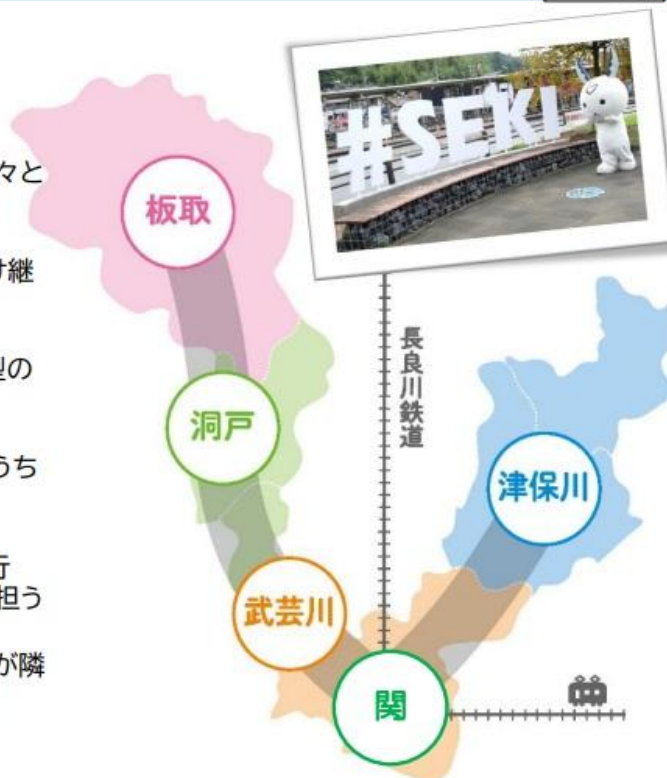 々と
け継
型の
うち
行
担う
が隣
#SEKI
板取
洞戸
長良川鉄道
津保川
武芸川
関